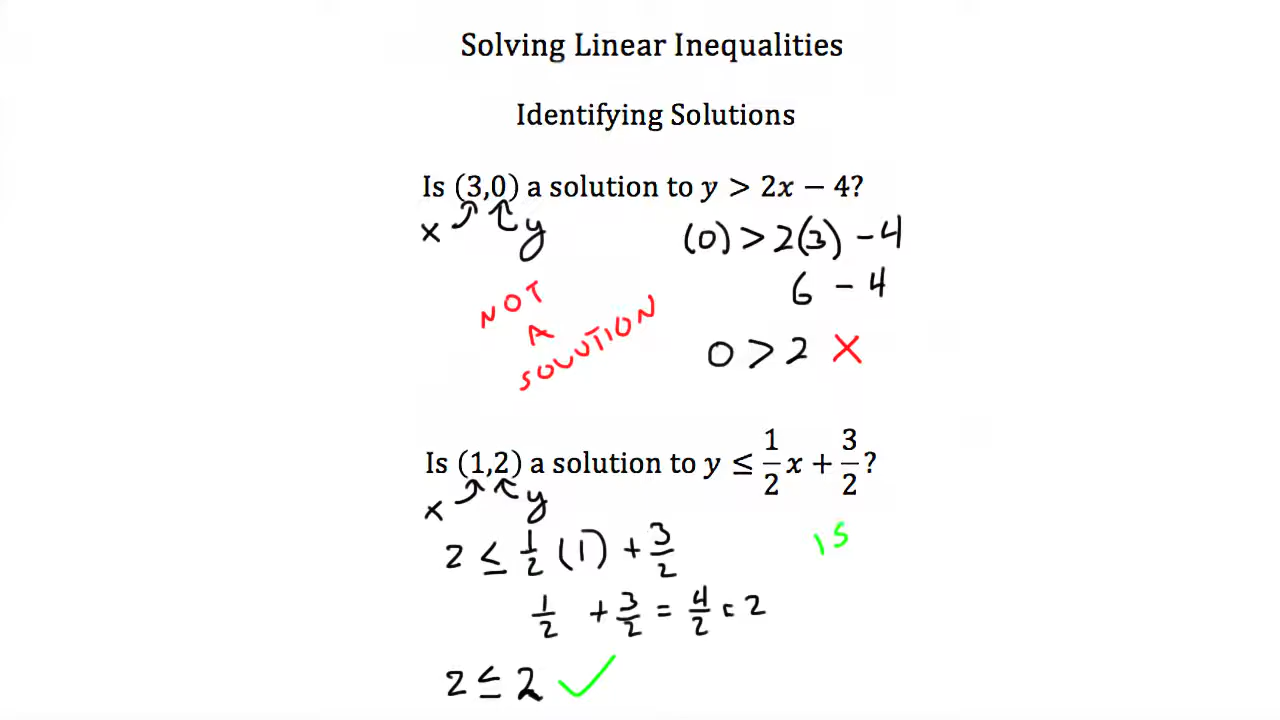 Solving Linear Inequalities
Identifying Solutions
Is (3,0) a solution to y > 2x − 4?
x y
(0) > 2(3) − 4
6 − 4
0 > 2 X
NOT
A
SOLUTION
Is (1,2) a solution to y ≤ 1/2 x + 3/2?
x y
2 ≤ 1/2 (1) + 3/2
1/2 + 3/2 = 4/2 = 2
2 ≤ 2 ✓
IS